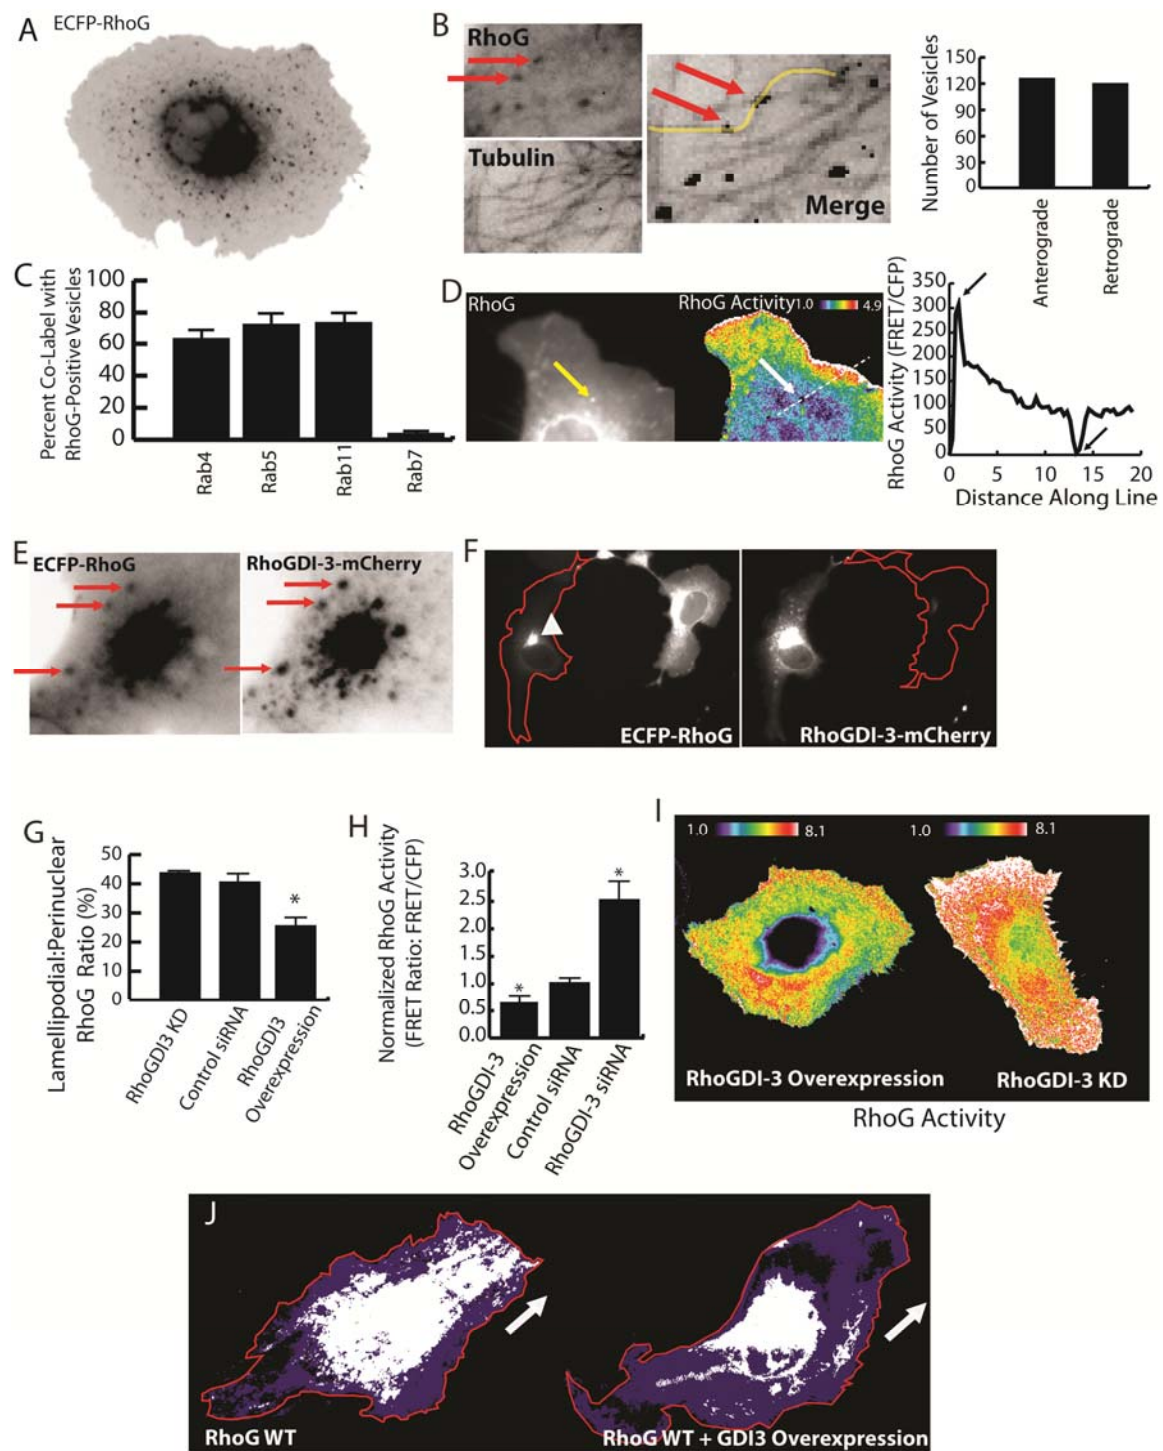 A
ECFP-RhoG
B
RhoG
Tubulin
Merge
Number of Vesicles
150
120
90
60
30
0
Anterograde
Retrograde
C
Percent Co-Label with
RhoG-Positive Vesicles
100
80
60
40
20
0
Rab4
Rab5
Rab11
Rab7
D
RhoG
RhoG Activity 1.0 4.9
RhoG Activity (FRET/CFP)
350
300
250
200
150
100
50
0
0 5 10 15 20
Distance Along Line
E
ECFP-RhoG
RhoGDI-3-mCherry
F
ECFP-RhoG
RhoGDI-3-mCherry
G
Lamellipodial:Perinuclear
RhoG Ratio (%)
50
40
30
20
10
0
*
RhoGDI3 KD
Control siRNA
RhoGDI3
Overexpression
H
Normalized RhoG Activity
(FRET Ratio: FRET/CFP)
3.0
2.5
2.0
1.5
1.0
0.5
0.0
*
*
RhoGDI-3
Overexpression
Control siRNA
RhoGDI-3 siRNA
I
1.0 8.1
1.0 8.1
RhoGDI-3 Overexpression
RhoGDI-3 KD
RhoG Activity
J
RhoG WT
RhoG WT + GDI3 Overexpression